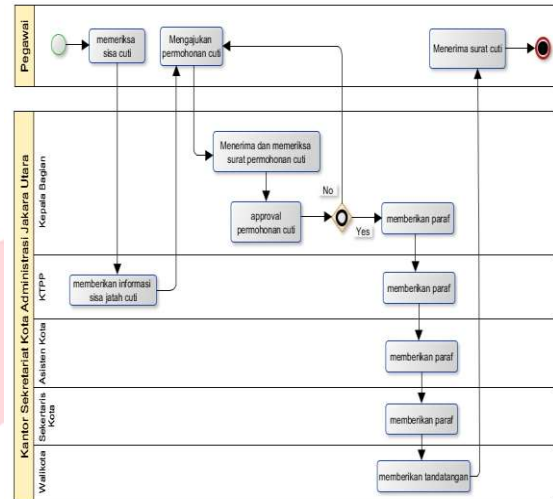 Pegawai
memeriksa
sisa cuti
Mengajukan
permohonan cuti
Menerima surat cuti
Kantor Sekretariat Kota Administrasi Jakara Utara
Kepala Bagian
Menerima dan memeriksa
surat permohonan cuti
approval
permohonan cuti
No
Yes
memberikan paraf
KTPP
memberikan informasi
sisa jatah cuti
memberikan paraf
Asisten Kota
memberikan paraf
Sekertaris
Kota
memberikan paraf
Walikota
memberikan tandatangan